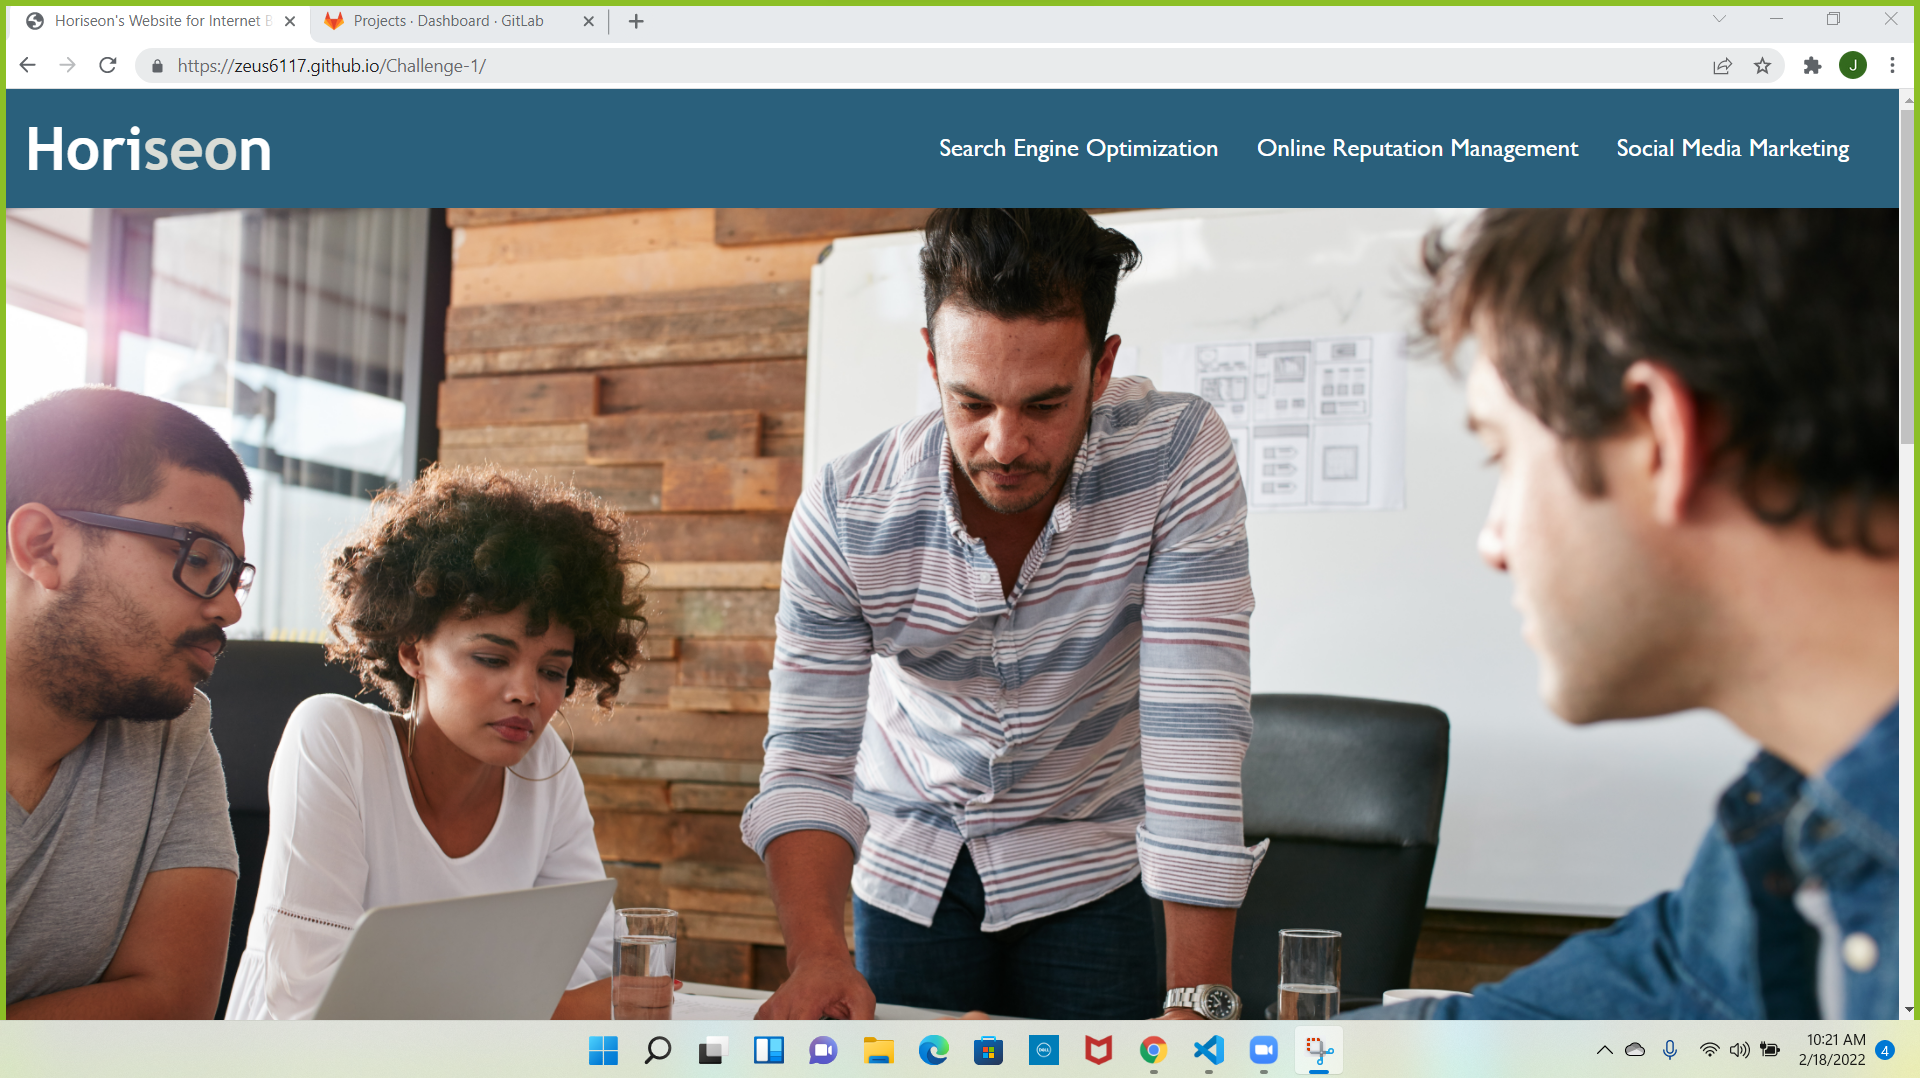 Horiseon's Website for Internet B
Projects · Dashboard · GitLab
https://zeus6117.github.io/Challenge-1/
J
Horiseon
Search Engine Optimization
Online Reputation Management
Social Media Marketing
DELL
10:21 AM
2/18/2022
4